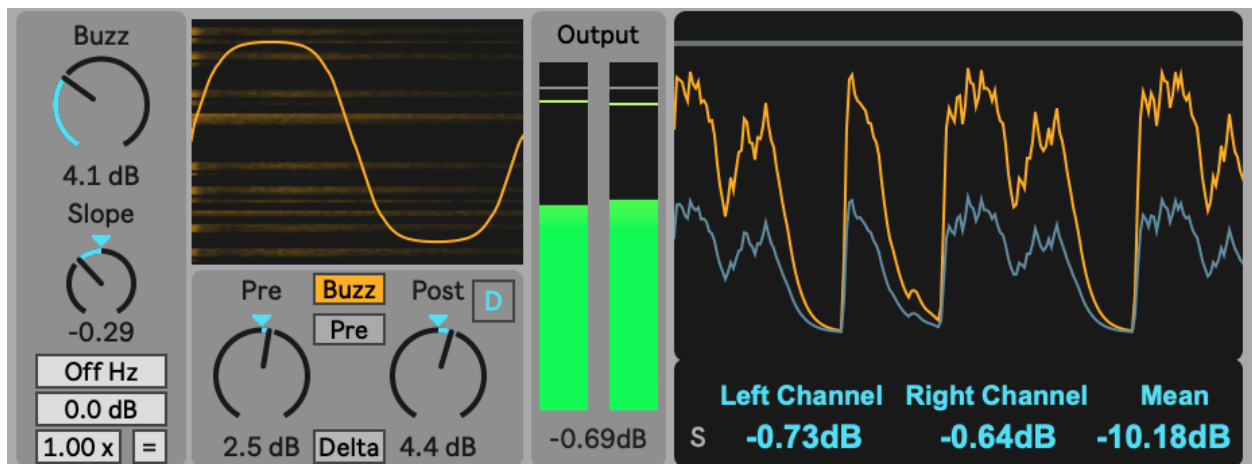 Buzz
4.1 dB
Slope
-0.29
Off Hz
0.0 dB
1.00 x =
Pre
Buzz
Post
D
Pre
2.5 dB
Delta
4.4 dB
Output
-0.69dB
Left Channel Right Channel Mean
S -0.73dB -0.64dB -10.18dB